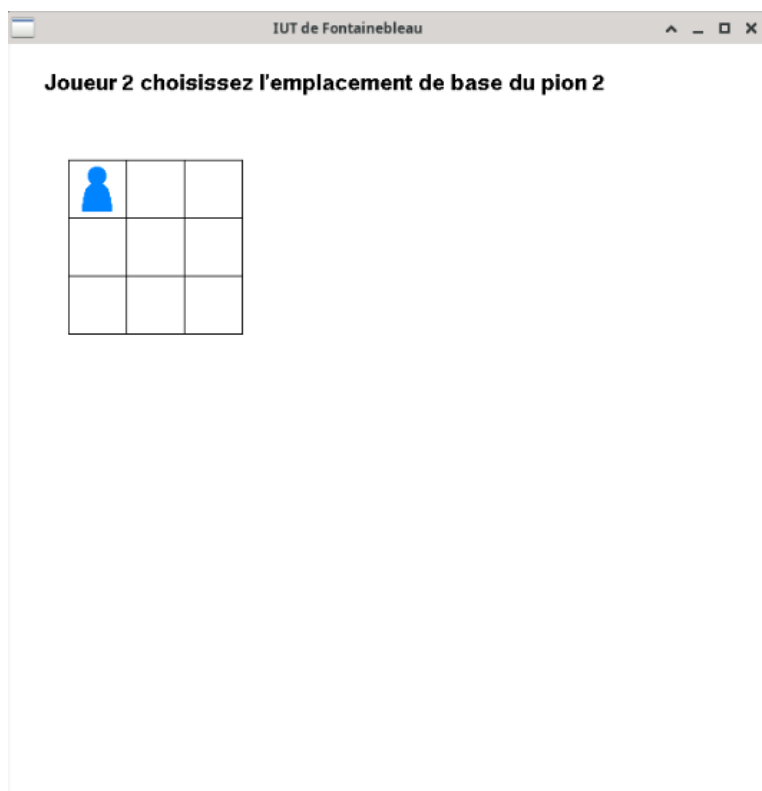 IUT de Fontainebleau
Joueur 2 choisissez l'emplacement de base du pion 2